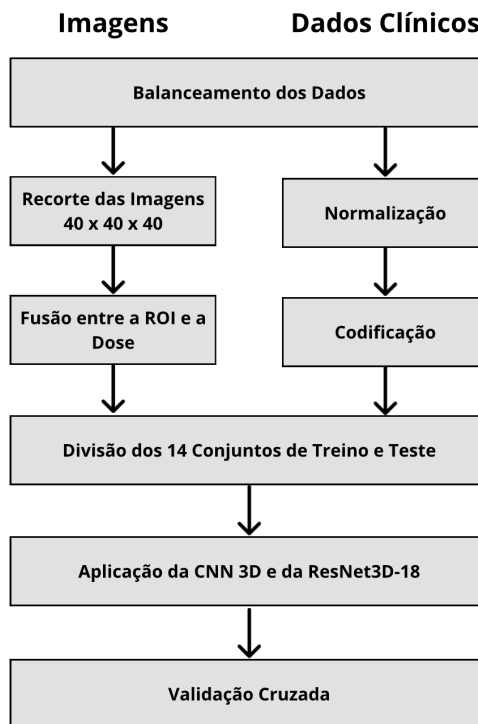 Imagens
Dados Clínicos
Balanceamento dos Dados
Recorte das Imagens
40 x 40 x 40
Normalização
Fusão entre a ROI e a
Dose
Codificação
Divisão dos 14 Conjuntos de Treino e Teste
Aplicação da CNN 3D e da ResNet3D-18
Validação Cruzada